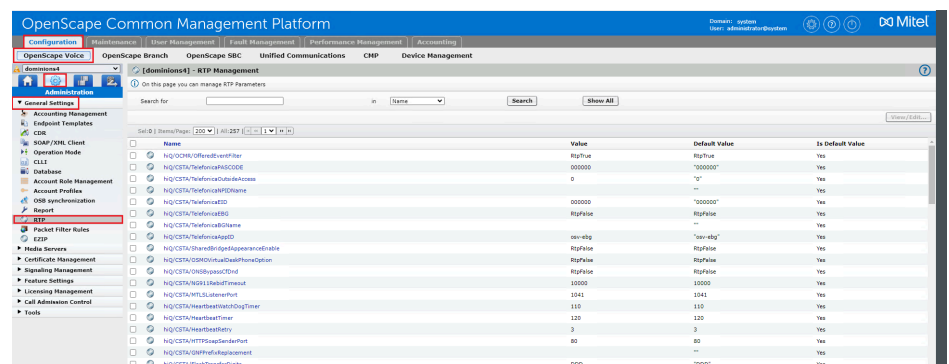 OpenScape Common Management Platform
Domain: system
User: administrator@system
Mitel
Configuration Maintenance User Management Fault Management Performance Management Accounting
OpenScape Voice OpenScape Branch OpenScape SBC Unified Communications CMP Device Management
dominions4
[dominions4] - RTP Management
?
On this page you can manage RTP Parameters
Administration
Search for in Name Search Show All
General Settings
View/Edit...
Accounting Management
Endpoint Templates
CDR
SOAP/XML Client
Operation Mode
CLLI
Database
Account Role Management
Account Profiles
OSB synchronization
Report
RTP
Packet Filter Rules
EZIP
Media Servers
Certificate Management
Signaling Management
Feature Settings
Licensing Management
Call Admission Control
Tools
Sel:0 | Items/Page: 200 | All:257 | 1
Name Value Default Value Is Default Value
hiQ/OCMR/OfferedEventFilter RtpTrue RtpTrue Yes
hiQ/CSTA/TelefonicaPASCODE 000000 "000000" Yes
hiQ/CSTA/TelefonicaOutsideAccess 0 "0" Yes
hiQ/CSTA/TelefonicaNPIDName "" Yes
hiQ/CSTA/TelefonicaEID 000000 "000000" Yes
hiQ/CSTA/TelefonicaEBG RtpFalse RtpFalse Yes
hiQ/CSTA/TelefonicaBGName "" Yes
hiQ/CSTA/TelefonicaAppID osv-ebg "osv-ebg" Yes
hiQ/CSTA/SharedBridgedAppearanceEnable RtpFalse RtpFalse Yes
hiQ/CSTA/OSMOVirtualDeskPhoneOption RtpFalse RtpFalse Yes
hiQ/CSTA/ONSBypassCfDnd RtpFalse RtpFalse Yes
hiQ/CSTA/NG911RebidTimeout 10000 10000 Yes
hiQ/CSTA/MTLSListenerPort 1041 1041 Yes
hiQ/CSTA/HeartbeatWatchDogTimer 110 110 Yes
hiQ/CSTA/HeartbeatTimer 120 120 Yes
hiQ/CSTA/HeartbeatRetry 3 3 Yes
hiQ/CSTA/HTTPSoapSenderPort 80 80 Yes
hiQ/CSTA/GNFPrefixReplacement "" Yes